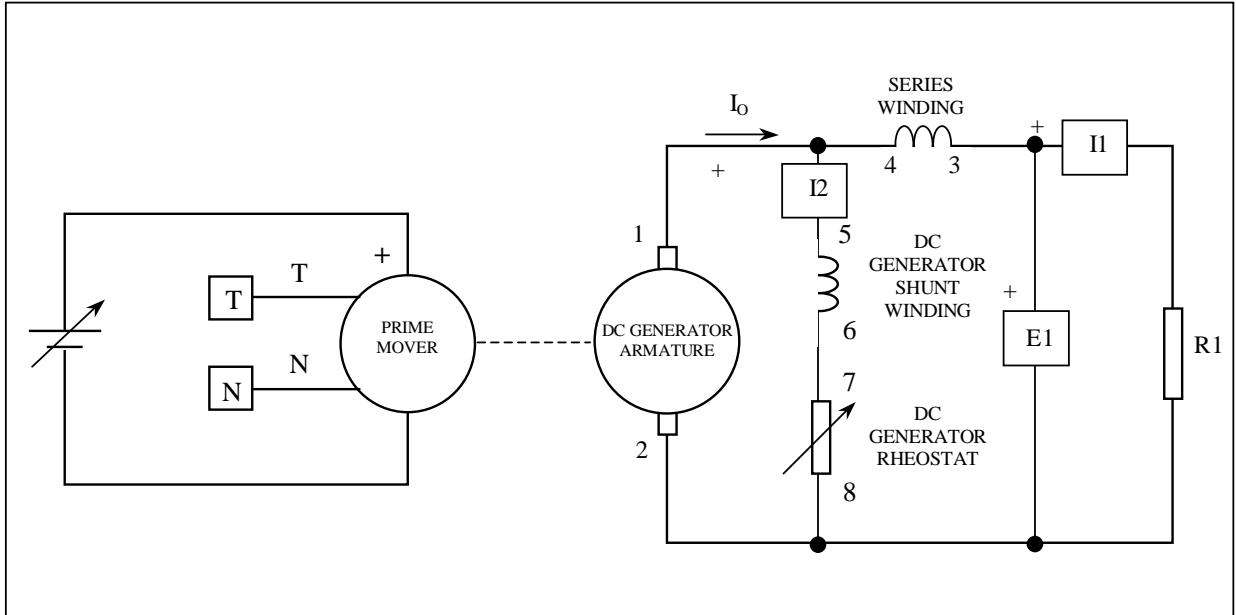 SERIES
WINDING
IO
+
+
4
3
I1
I2
1
5
DC
GENERATOR
SHUNT
WINDING
T
+
T
+
PRIME
MOVER
DC GENERATOR
ARMATURE
6
E1
R1
N
N
7
DC
GENERATOR
RHEOSTAT
2
8